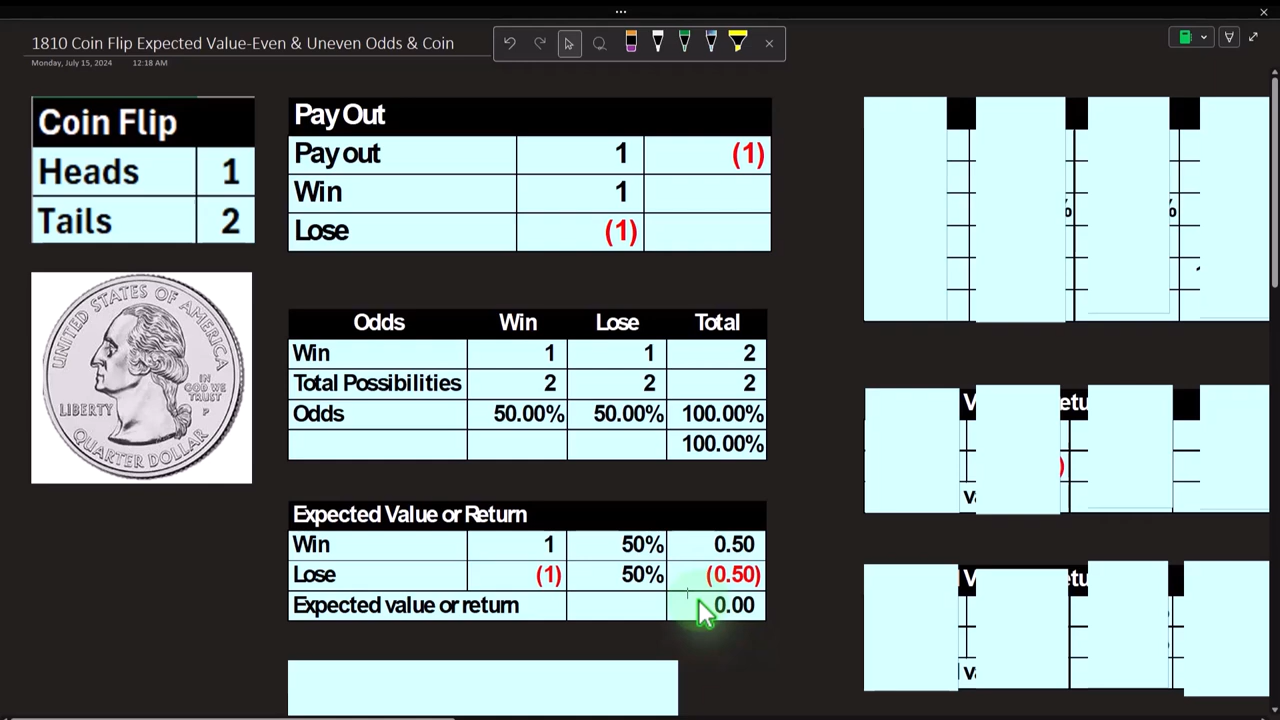 1810 Coin Flip Expected Value-Even & Uneven Odds & Coin
Monday, July 15, 2024 12:18 AM
Coin Flip
Heads 1
Tails 2
UNITED STATES OF AMERICA
LIBERTY
IN
GOD WE
TRUST
P
QUARTER DOLLAR
Pay Out
Pay out 1 (1)
Win 1
Lose (1)
Odds Win Lose Total
Win 1 1 2
Total Possibilities 2 2 2
Odds 50.00% 50.00% 100.00%
100.00%
Expected Value or Return
Win 1 50% 0.50
Lose (1) 50% (0.50)
Expected value or return 0.00